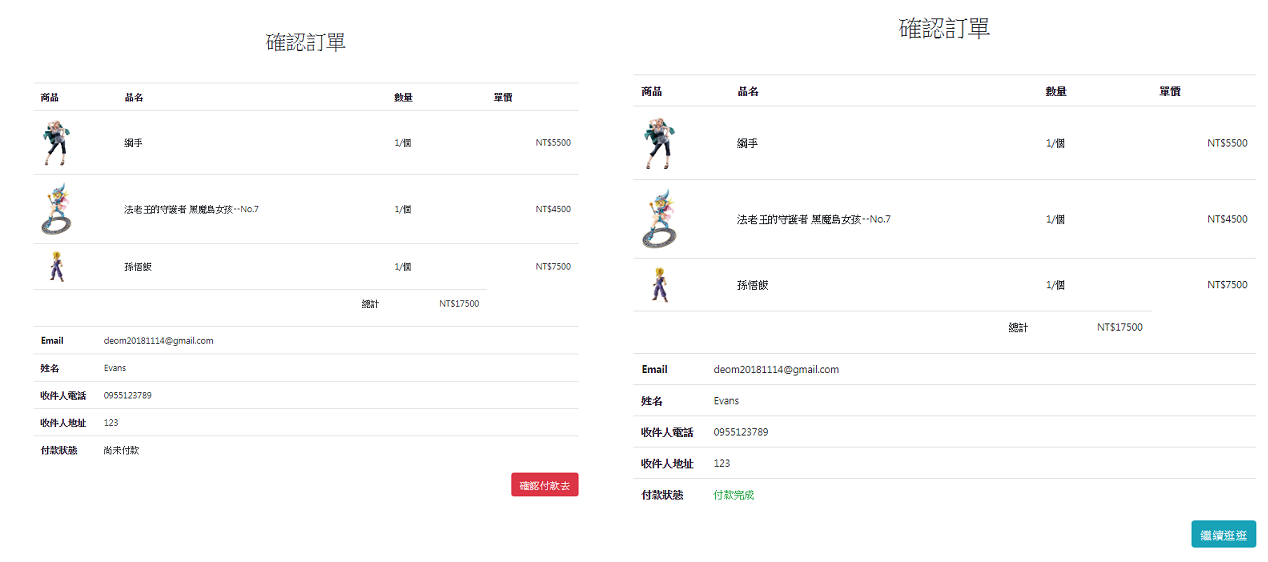 確認訂單
商品 品名 數量 單價
綱手 1/個 NT$5500
法老王的守護者 黑魔島女孩--No.7 1/個 NT$4500
孫悟飯 1/個 NT$7500
總計 NT$17500
Email deom20181114@gmail.com
姓名 Evans
收件人電話 0955123789
收件人地址 123
付款狀態 尚未付款
確認付款去
確認訂單
商品 品名 數量 單價
綱手 1/個 NT$5500
法老王的守護者 黑魔島女孩--No.7 1/個 NT$4500
孫悟飯 1/個 NT$7500
總計 NT$17500
Email deom20181114@gmail.com
姓名 Evans
收件人電話 0955123789
收件人地址 123
付款狀態 付款完成
繼續逛逛